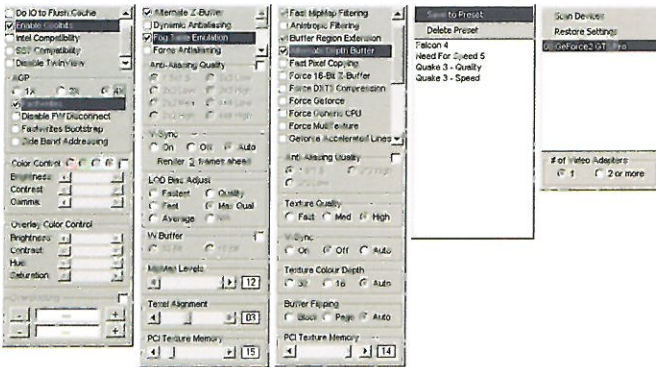 Do IO to Flush Cache
Enable Coolbits
Intel Compatibility
SGP Compatibility
Disable TwinView
AGP
1X 2X 4X
Fastwrites
Disable FW Disconnect
Fastwrites Bootstrap
Side Band Addressing
Color Control
Brightness:
Contrast
Gamma:
Overlay Color Control
Brightness:
Contrast:
Hue:
Saturation:
Overclocking
Alternate Z-Buffer
Dynamic Antialiasing
Fog Table Emulation
Force Antialiasing
Anti-Aliasing Quality
V-Sync
On Off Auto
Render 2 frames ahead
LOD Bias Adjust
Fastest Quality
Fast Max Qual
Average
W Buffer
MipMap Levels
12
Texel Alignment
03
PCI Texture Memory
15
Fast MipMap Filtering
Anistropic Filtering
Buffer Region Extension
Alternate Depth Buffer
Fast Pixel Copying
Force 16-Bit Z-Buffer
Force DXT1 Compression
Force Geforce
Force Generic CPU
Force MultiTexture
Geforce Accelerated Lines
Anti-Aliasing Quality
Texture Quality
Fast Med High
V-Sync
On Off Auto
Texture Colour Depth
32 16 Auto
Buffer Flipping
Block Page Auto
PCI Texture Memory
14
Save to Preset
Delete Preset
Falcon 4
Need For Speed 5
Quake 3 - Quality
Quake 3 - Speed
Scan Devices
Restore Settings
GeForce2 GTS/Pro
# of Video Adapters
1 2 or more